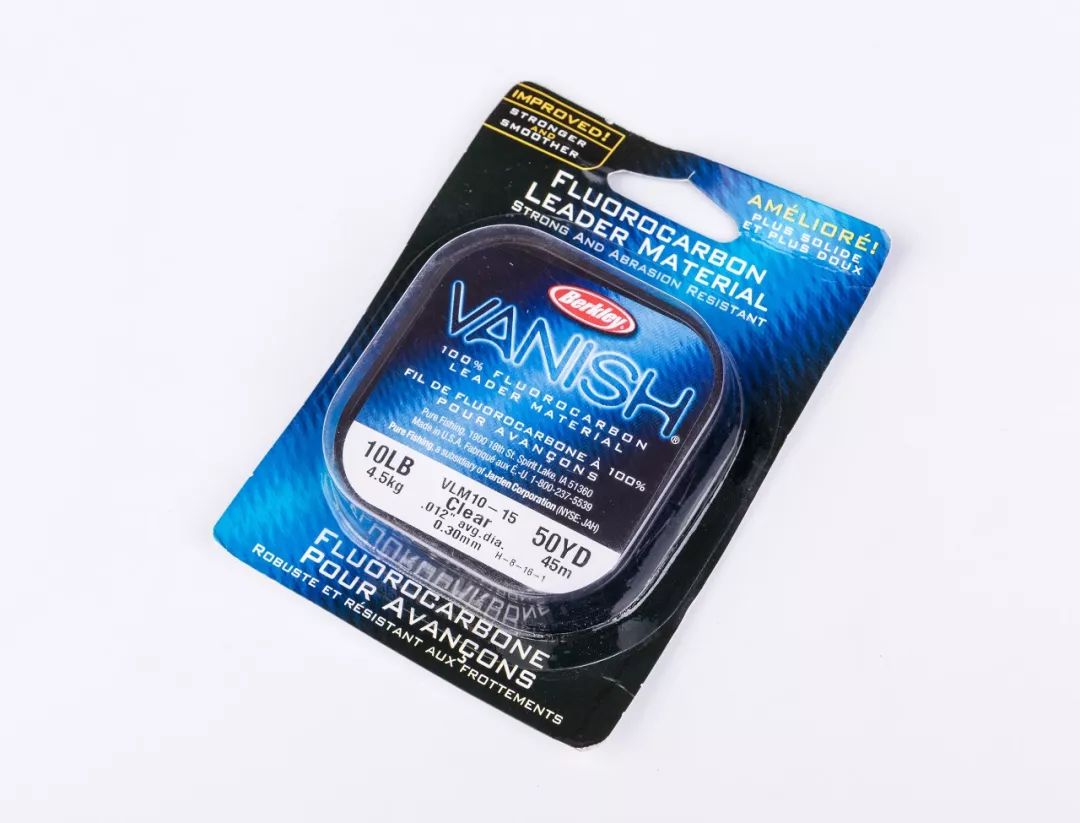 IMPROVED!
STRONGER
AND
SMOOTHER
FLUOROCARBON
LEADER MATERIAL
STRONG AND ABRASION RESISTANT
AMÉLIORÉ!
PLUS SOLIDE
ET PLUS DOUX
Berkley
VANISH®
100% FLUOROCARBON
LEADER MATERIAL
FIL DE FLUOROCARBONE À 100%
POUR AVANÇONS
Pure Fishing, 1900 18th St. Spirit Lake, IA 51360
Made in U.S.A. Fabriqué aux É.-U. 1-800-237-5539
Pure Fishing, a subsidiary of Jarden Corporation (NYSE: JAH)
10LB
4.5kg
VLM10-15
Clear
.012" avg.dia.
0.30mm
H-8-16-1
50YD
45m
FLUOROCARBONE
POUR AVANÇONS
ROBUSTE ET RÉSISTANT AUX FROTTEMENTS